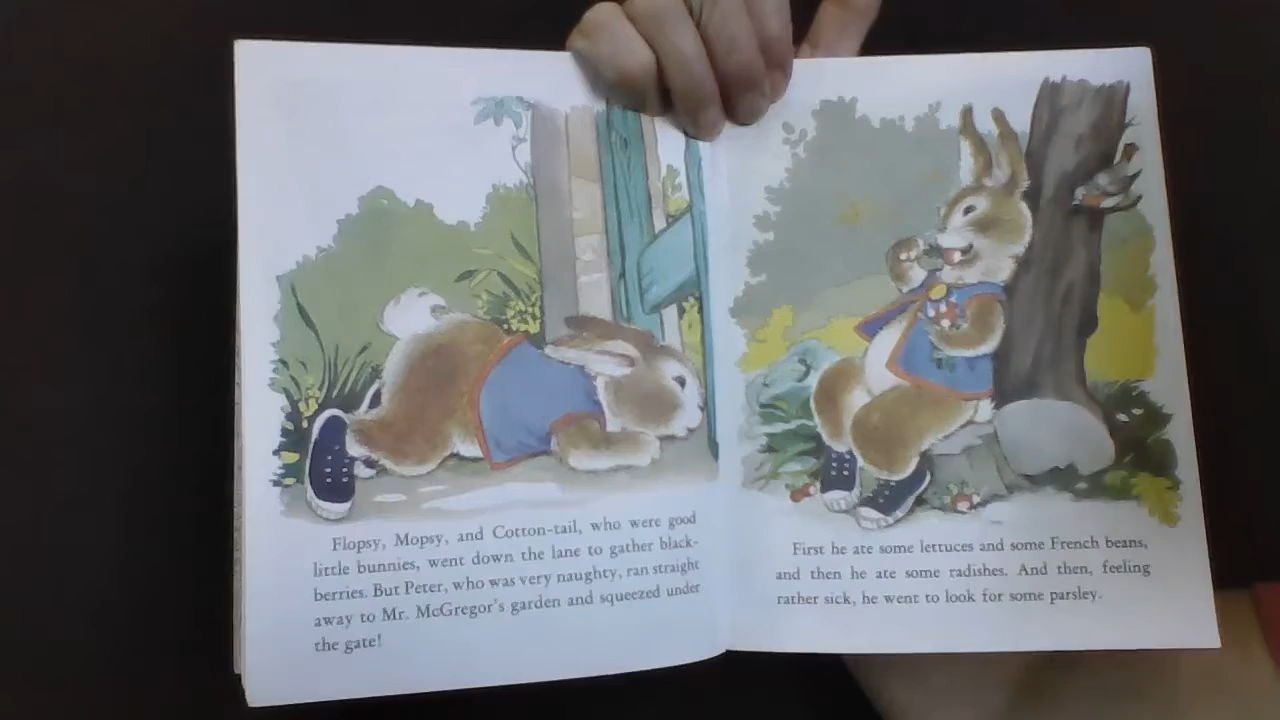 Flopsy, Mopsy, and Cotton-tail, who were good
little bunnies, went down the lane to gather black-
berries. But Peter, who was very naughty, ran straight
away to Mr. McGregor's garden and squeezed under
the gate!
First he ate some lettuces and some French beans,
and then he ate some radishes. And then, feeling
rather sick, he went to look for some parsley.